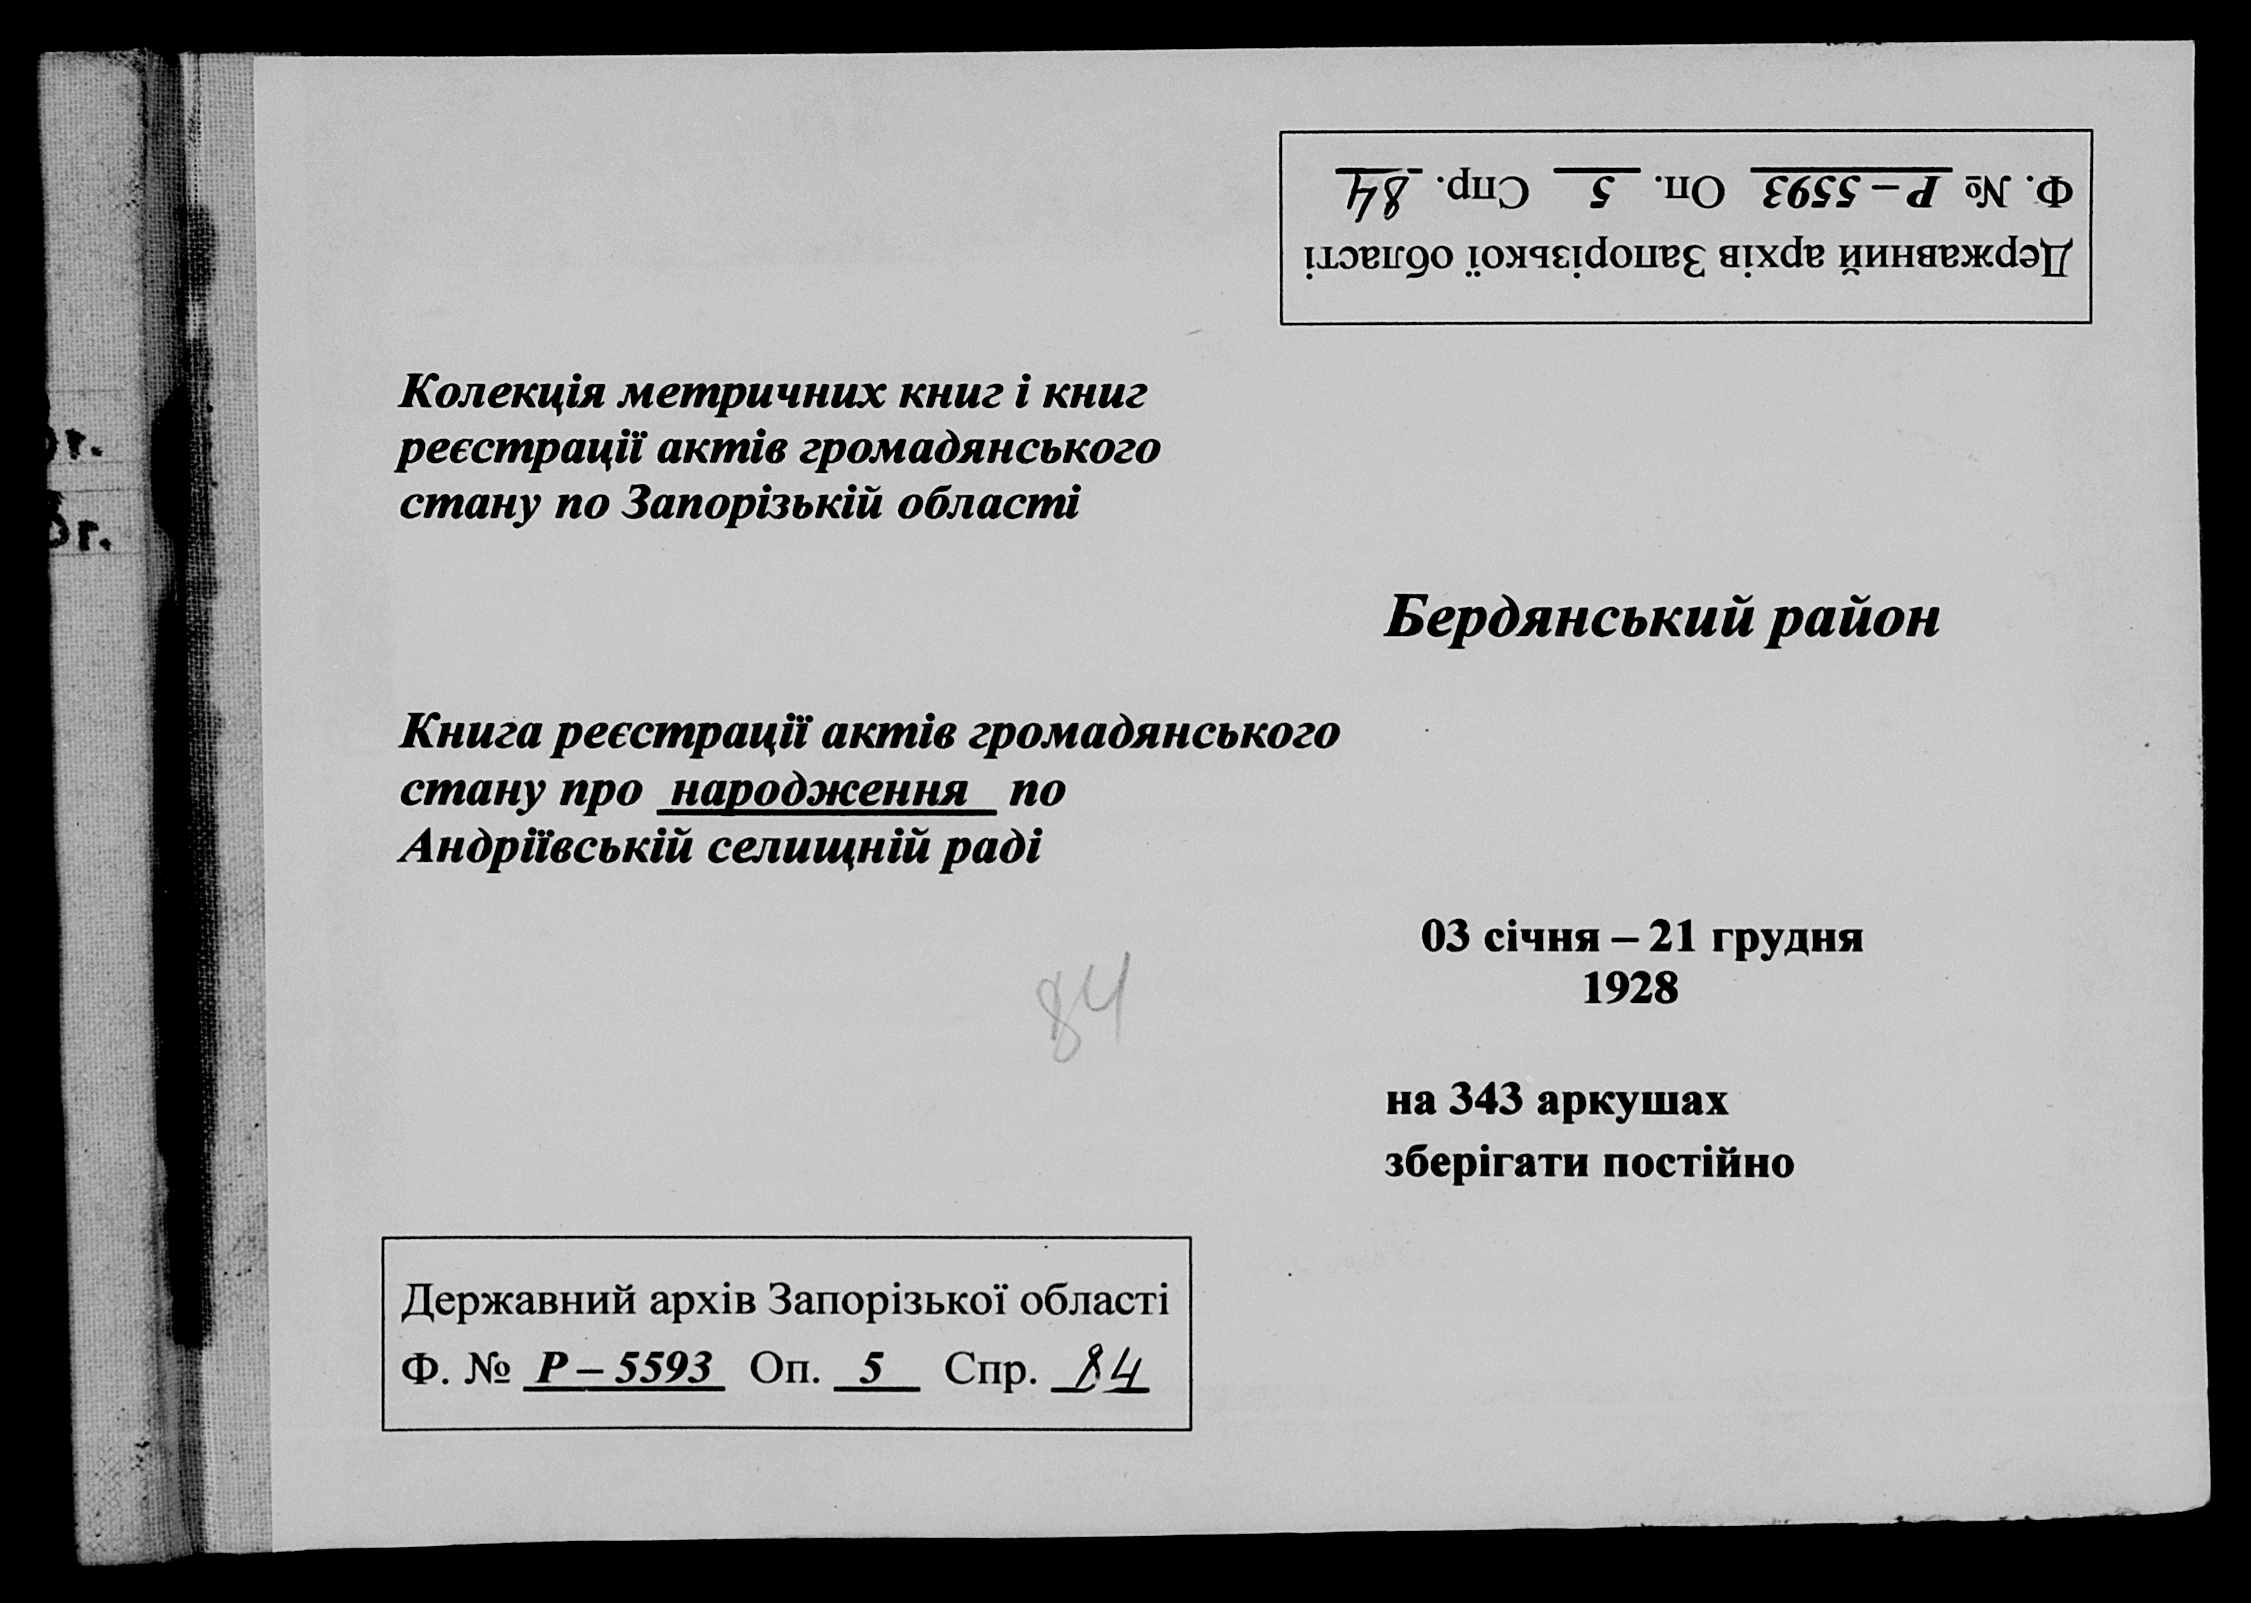 Державний архів Запорізької області
Ф. № Р – 5593 Оп. 5 Спр. 84
Колекція метричних книг і книг
реєстрації актів громадянського
стану по Запорізькій області
Бердянський район
Книга реєстрації актів громадянського
стану про народження по
Андріївській селищній раді
03 січня – 21 грудня
1928
84
на 343 аркушах
зберігати постійно
Державний архів Запорізької області
Ф. № Р – 5593 Оп. 5 Спр. 84